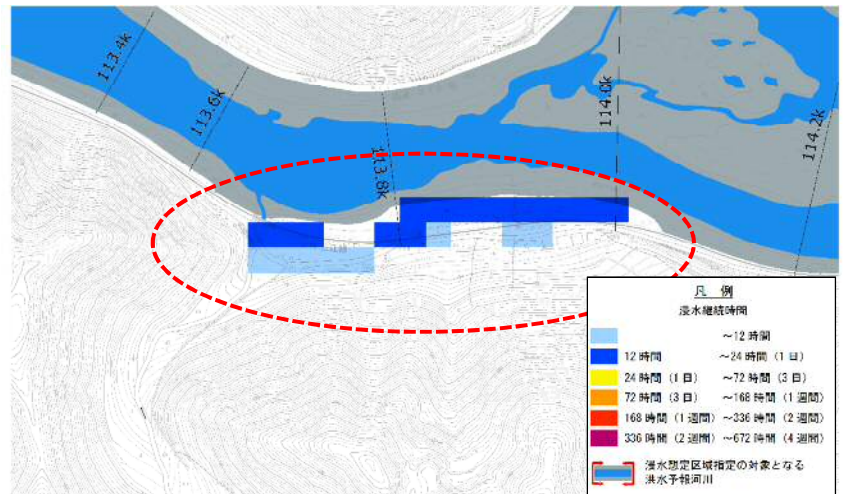 113.4k
113.6k
113.8k
114.0k
114.2k
凡 例
浸水継続時間
～12時間
12時間 ～24時間（1日）
24時間（1日） ～72時間（3日）
72時間（3日） ～168時間（1週間）
168時間（1週間） ～336時間（2週間）
336時間（2週間） ～672時間（4週間）
浸水想定区域指定の対象となる
洪水予報河川